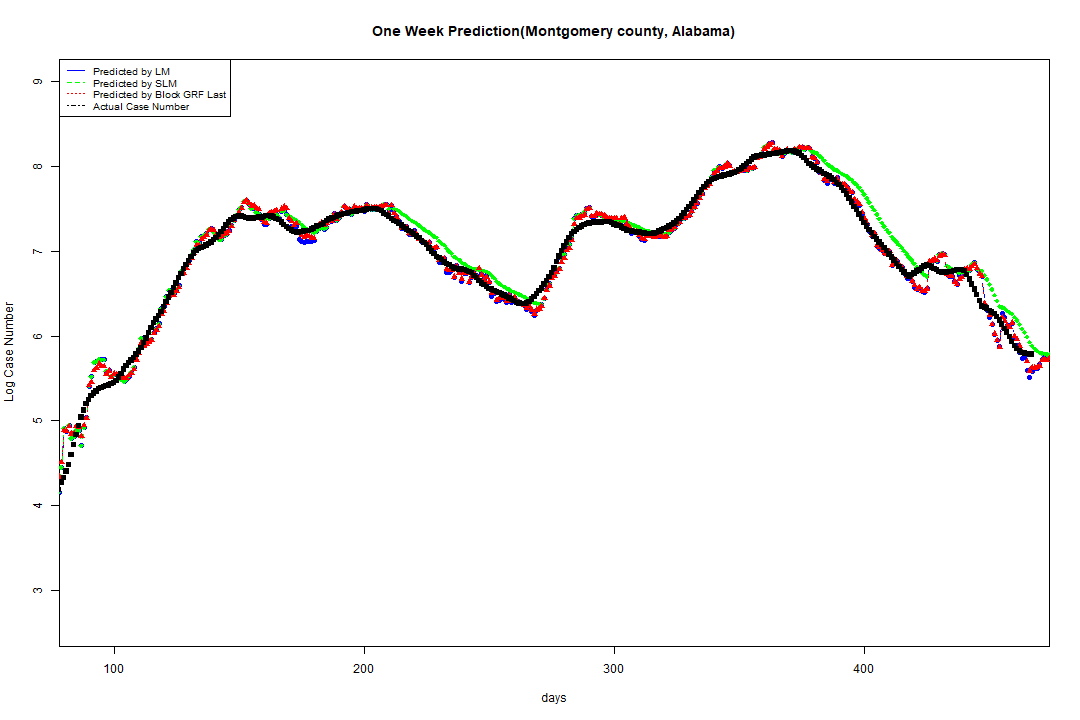 One Week Prediction(Montgomery county, Alabama)
Predicted by LM
Predicted by SLM
Predicted by Block GRF Last
Actual Case Number
9
8
7
6
5
4
3
Log Case Number
100 200 300 400
days